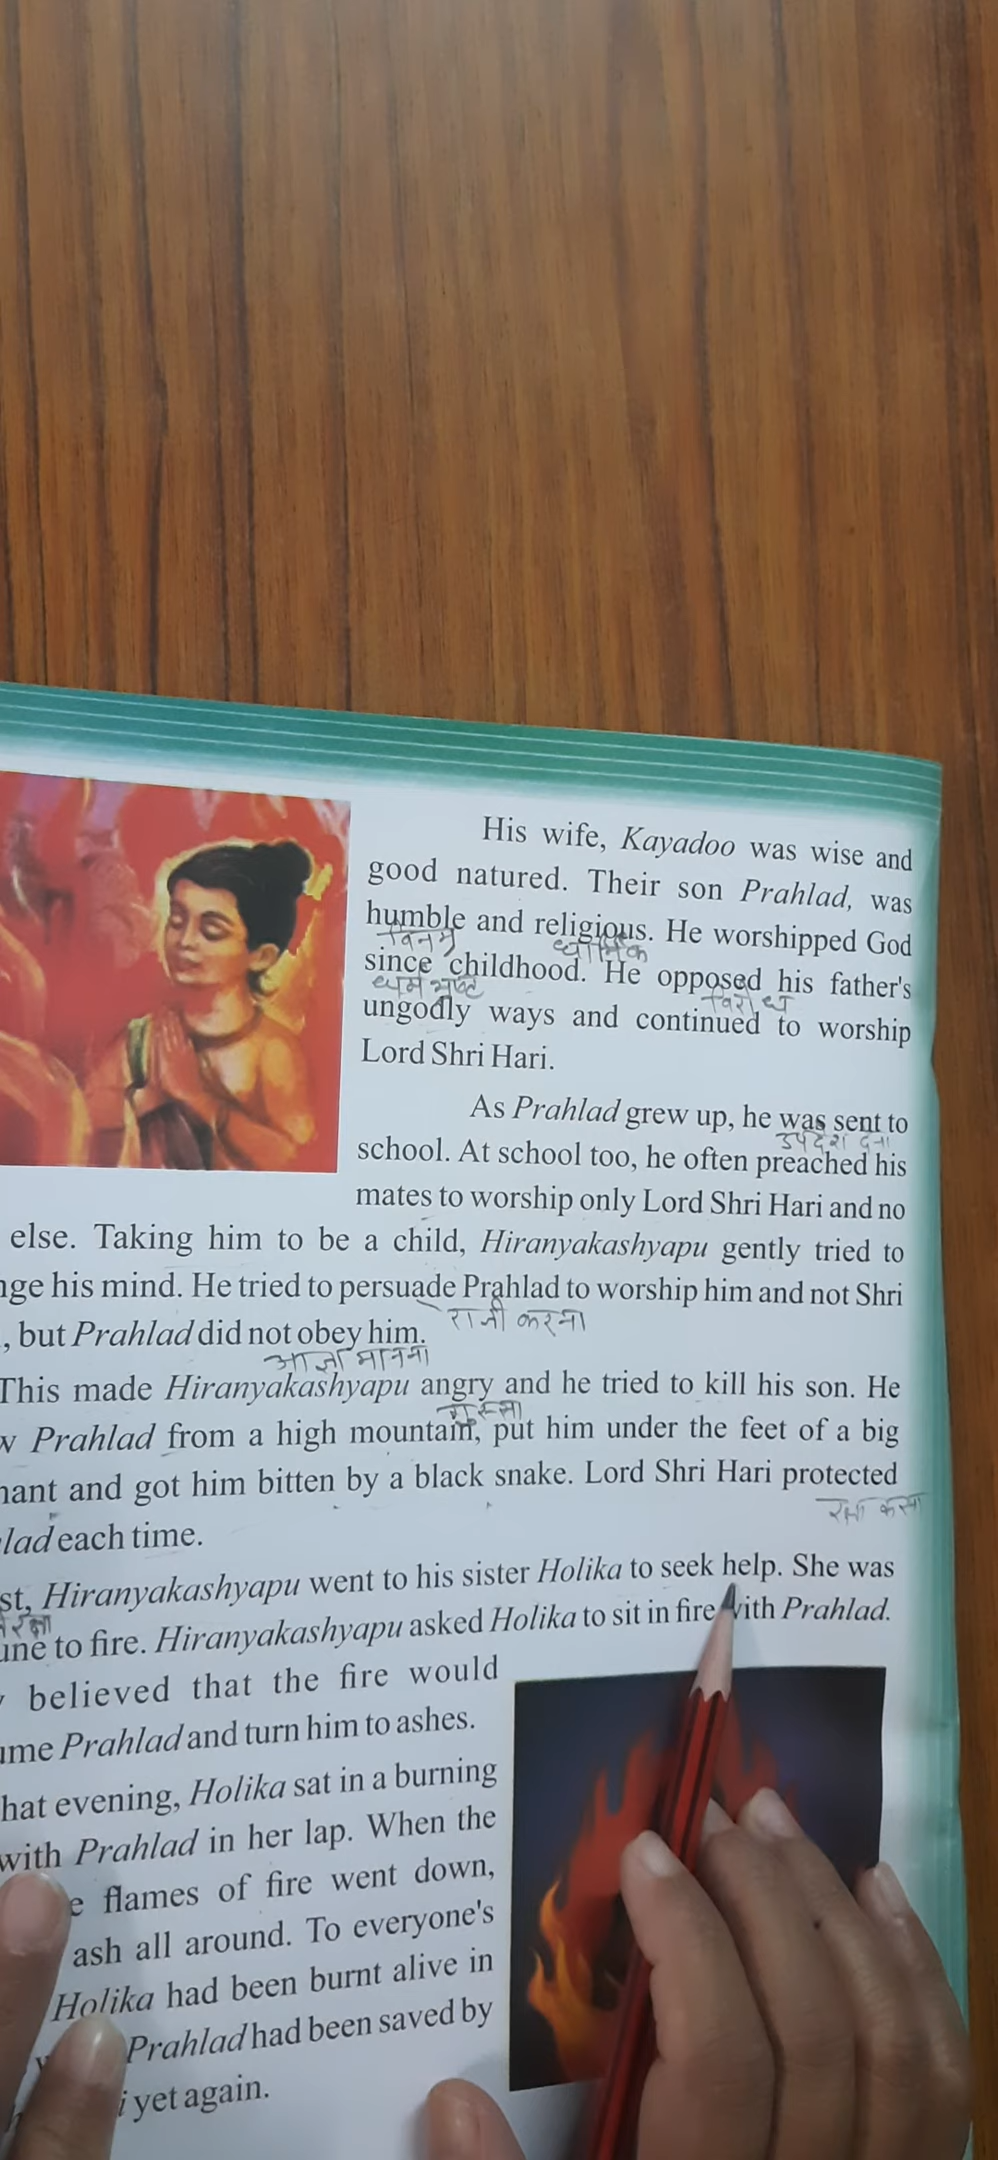 His wife, Kayadoo was wise and
good natured. Their son Prahlad, was
humble and religious. He worshipped God
विनम्र धार्मिक
since childhood. He opposed his father's
धर्म भ्रष्ट विरोध
ungodly ways and continued to worship
Lord Shri Hari.
As Prahlad grew up, he was sent to
उपदेश देना
school. At school too, he often preached his
mates to worship only Lord Shri Hari and no
else. Taking him to be a child, Hiranyakashyapu gently tried to
nge his mind. He tried to persuade Prahlad to worship him and not Shri
राजी करना
, but Prahlad did not obey him.
आज्ञा मानना
This made Hiranyakashyapu angry and he tried to kill his son. He
गुस्सा
w Prahlad from a high mountain, put him under the feet of a big
hant and got him bitten by a black snake. Lord Shri Hari protected
रक्षा करना
lad each time.
st, Hiranyakashyapu went to his sister Holika to seek help. She was
une to fire. Hiranyakashyapu asked Holika to sit in fire with Prahlad.
y believed that the fire would
ume Prahlad and turn him to ashes.
hat evening, Holika sat in a burning
with Prahlad in her lap. When the
e flames of fire went down,
ash all around. To everyone's
Holika had been burnt alive in
Prahlad had been saved by
i yet again.